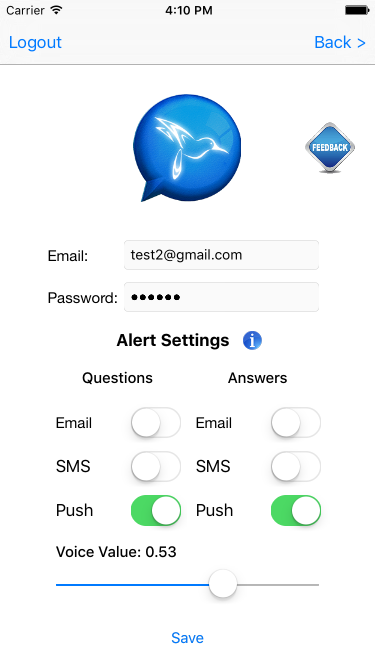 Carrier 4:10 PM
Logout Back >
FEEDBACK
Email: test2@gmail.com
Password: ●●●●●●
Alert Settings i
Questions Answers
Email Email
SMS SMS
Push Push
Voice Value: 0.53
Save